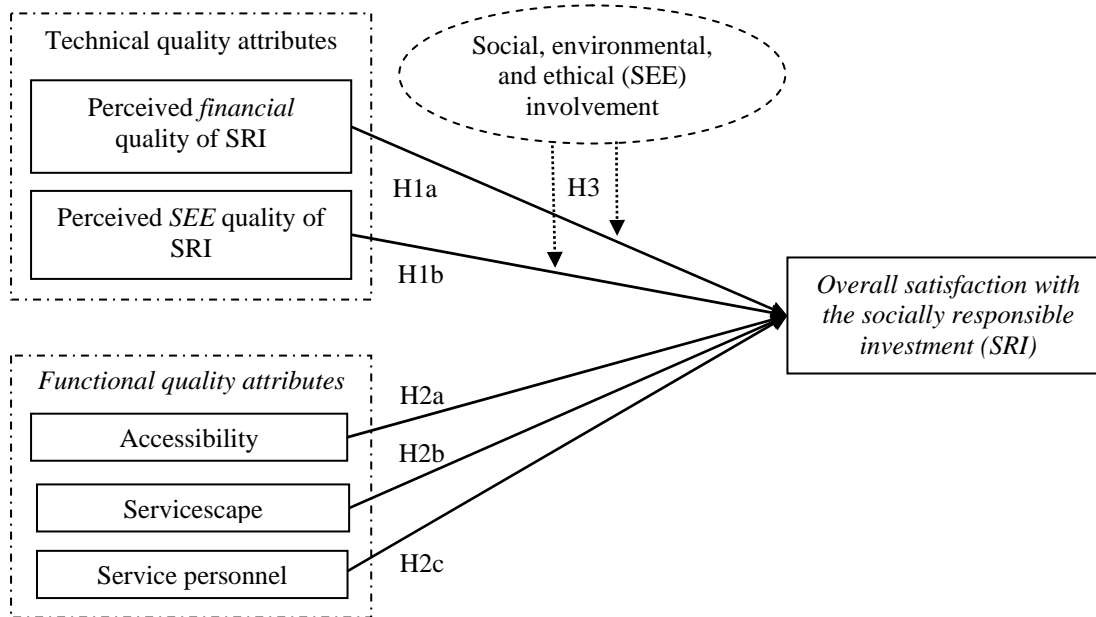 Technical quality attributes
Perceived financial
quality of SRI
Perceived SEE quality of
SRI
Social, environmental,
and ethical (SEE)
involvement
H1a
H3
H1b
Overall satisfaction with
the socially responsible
investment (SRI)
Functional quality attributes
Accessibility
Servicescape
Service personnel
H2a
H2b
H2c